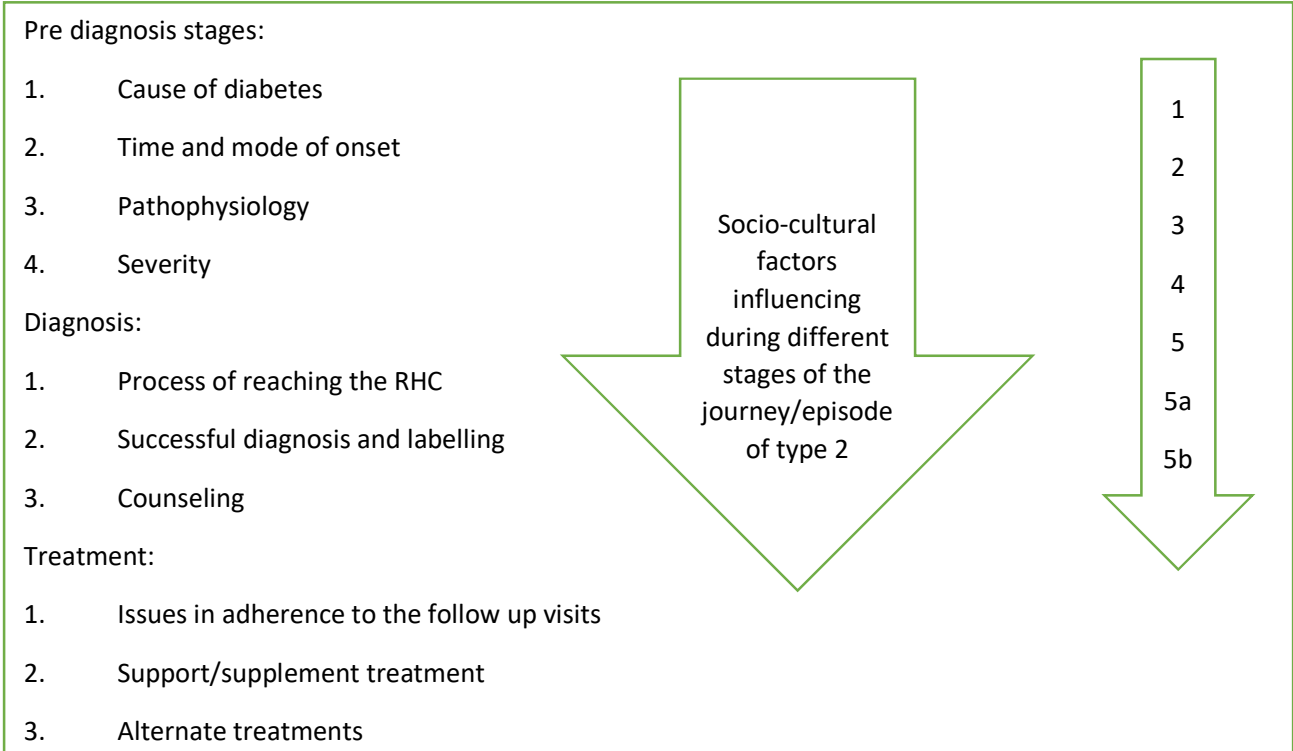 Pre diagnosis stages:
1. Cause of diabetes
2. Time and mode of onset
3. Pathophysiology
4. Severity
Diagnosis:
1. Process of reaching the RHC
2. Successful diagnosis and labelling
3. Counseling
Treatment:
1. Issues in adherence to the follow up visits
2. Support/supplement treatment
3. Alternate treatments
Socio-cultural
factors
influencing
during different
stages of the
journey/episode
of type 2
1
2
3
4
5
5a
5b